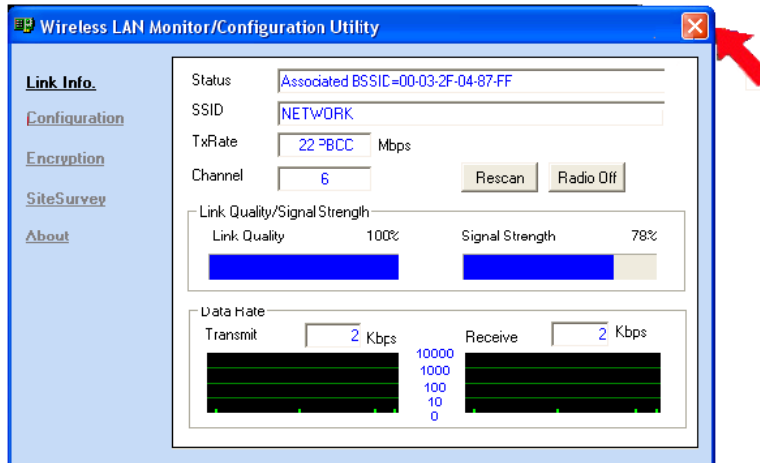 Wireless LAN Monitor/Configuration Utility
Link Info.
Configuration
Encryption
SiteSurvey
About
Status Associated BSSID=00-03-2F-04-87-FF
SSID NETWORK
TxRate 22 PBCC Mbps
Channel 6 Rescan Radio Off
Link Quality/Signal Strength
Link Quality 100% Signal Strength 78%
Data Rate
Transmit 2 Kbps Receive 2 Kbps
10000
1000
100
10
0